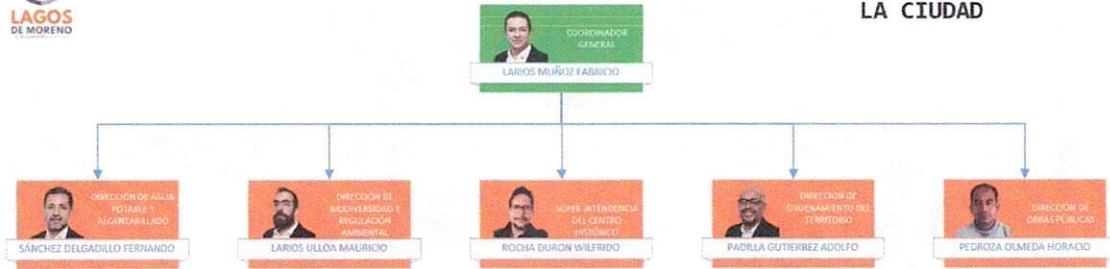 LAGOS
DE MORENO
LA CIUDAD
COORDINADOR
GENERAL
LARIOS MUÑOZ FABRICIO
DIRECCIÓN DE AGUA
POTABLE Y
ALCANTARILLADO
SÁNCHEZ DELGADILLO FERNANDO
DIRECCIÓN DE
BIODIVERSIDAD Y
REGULACIÓN
AMBIENTAL
LARIOS ULLOA MAURICIO
SUPER INTENDENCIA
DEL CENTRO
HISTÓRICO
ROCHA DURON WILFRIDO
DIRECCIÓN DE
ORDENAMIENTO DEL
TERRITORIO
PADILLA GUTIERREZ ADOLFO
DIRECCIÓN DE
OBRAS PÚBLICAS
PEDROZA OLMEDA HORACIO